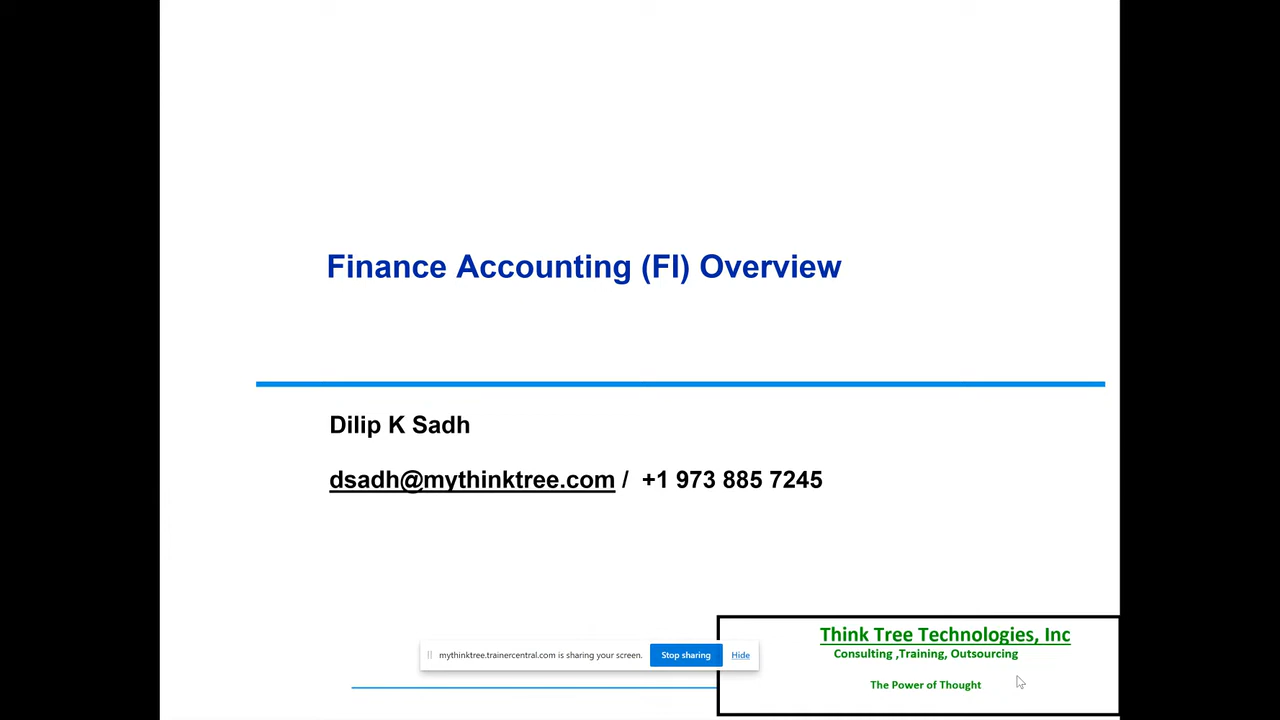 Finance Accounting (FI) Overview
Dilip K Sadh
dsadh@mythinktree.com / +1 973 885 7245
mythinktree.trainercentral.com is sharing your screen. Stop sharing Hide
Think Tree Technologies, Inc
Consulting ,Training, Outsourcing
The Power of Thought